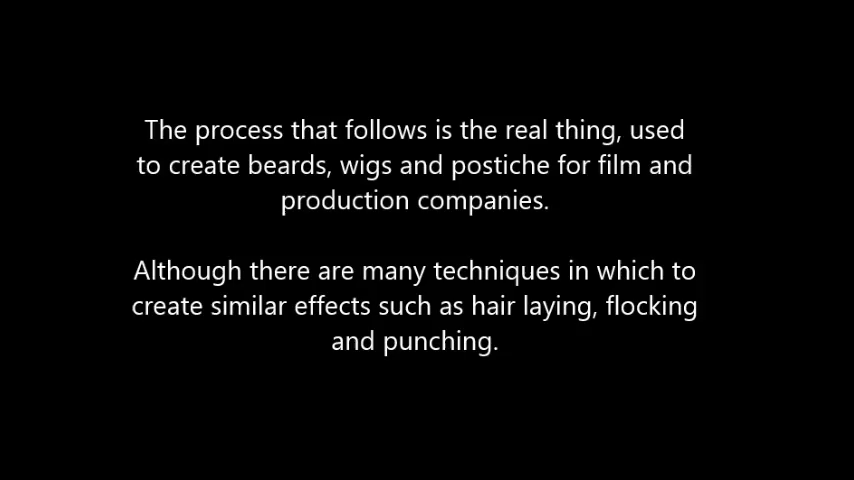 The process that follows is the real thing, used
to create beards, wigs and postiche for film and
production companies.
Although there are many techniques in which to
create similar effects such as hair laying, flocking
and punching.